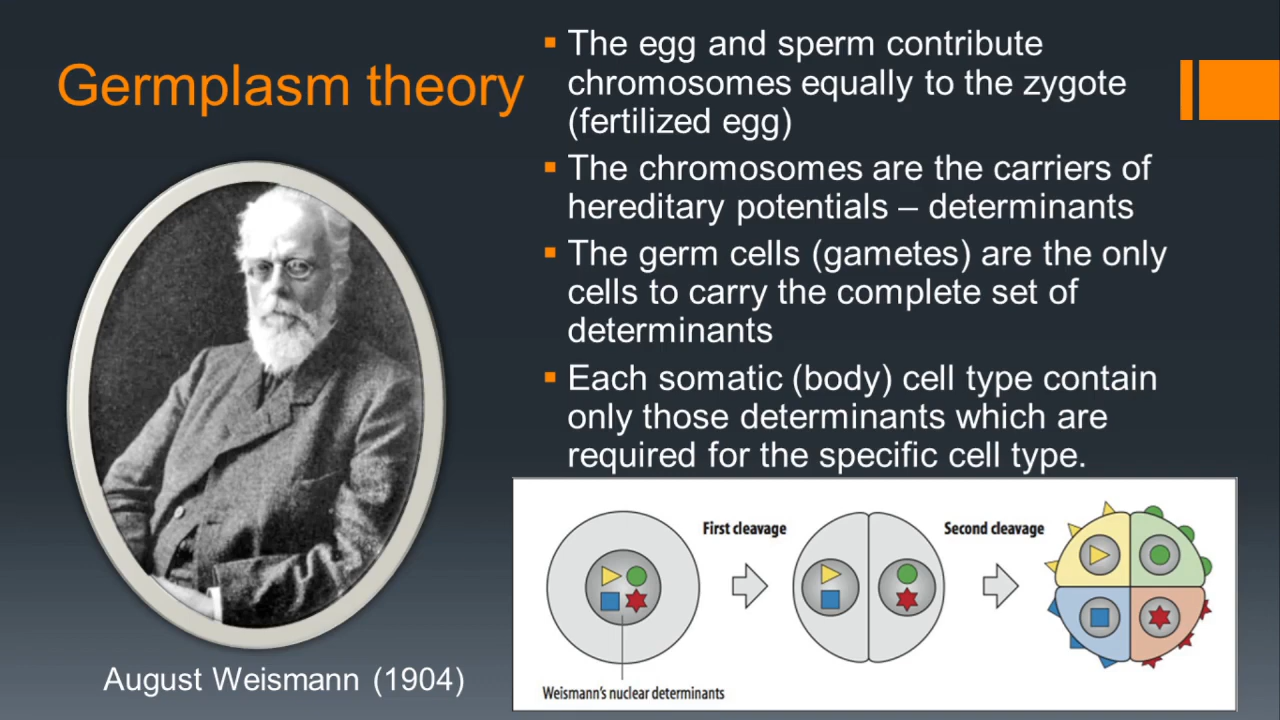 Germplasm theory
The egg and sperm contribute
chromosomes equally to the zygote
(fertilized egg)
The chromosomes are the carriers of
hereditary potentials – determinants
The germ cells (gametes) are the only
cells to carry the complete set of
determinants
Each somatic (body) cell type contain
only those determinants which are
required for the specific cell type.
First cleavage
Second cleavage
Weismann's nuclear determinants
August Weismann (1904)